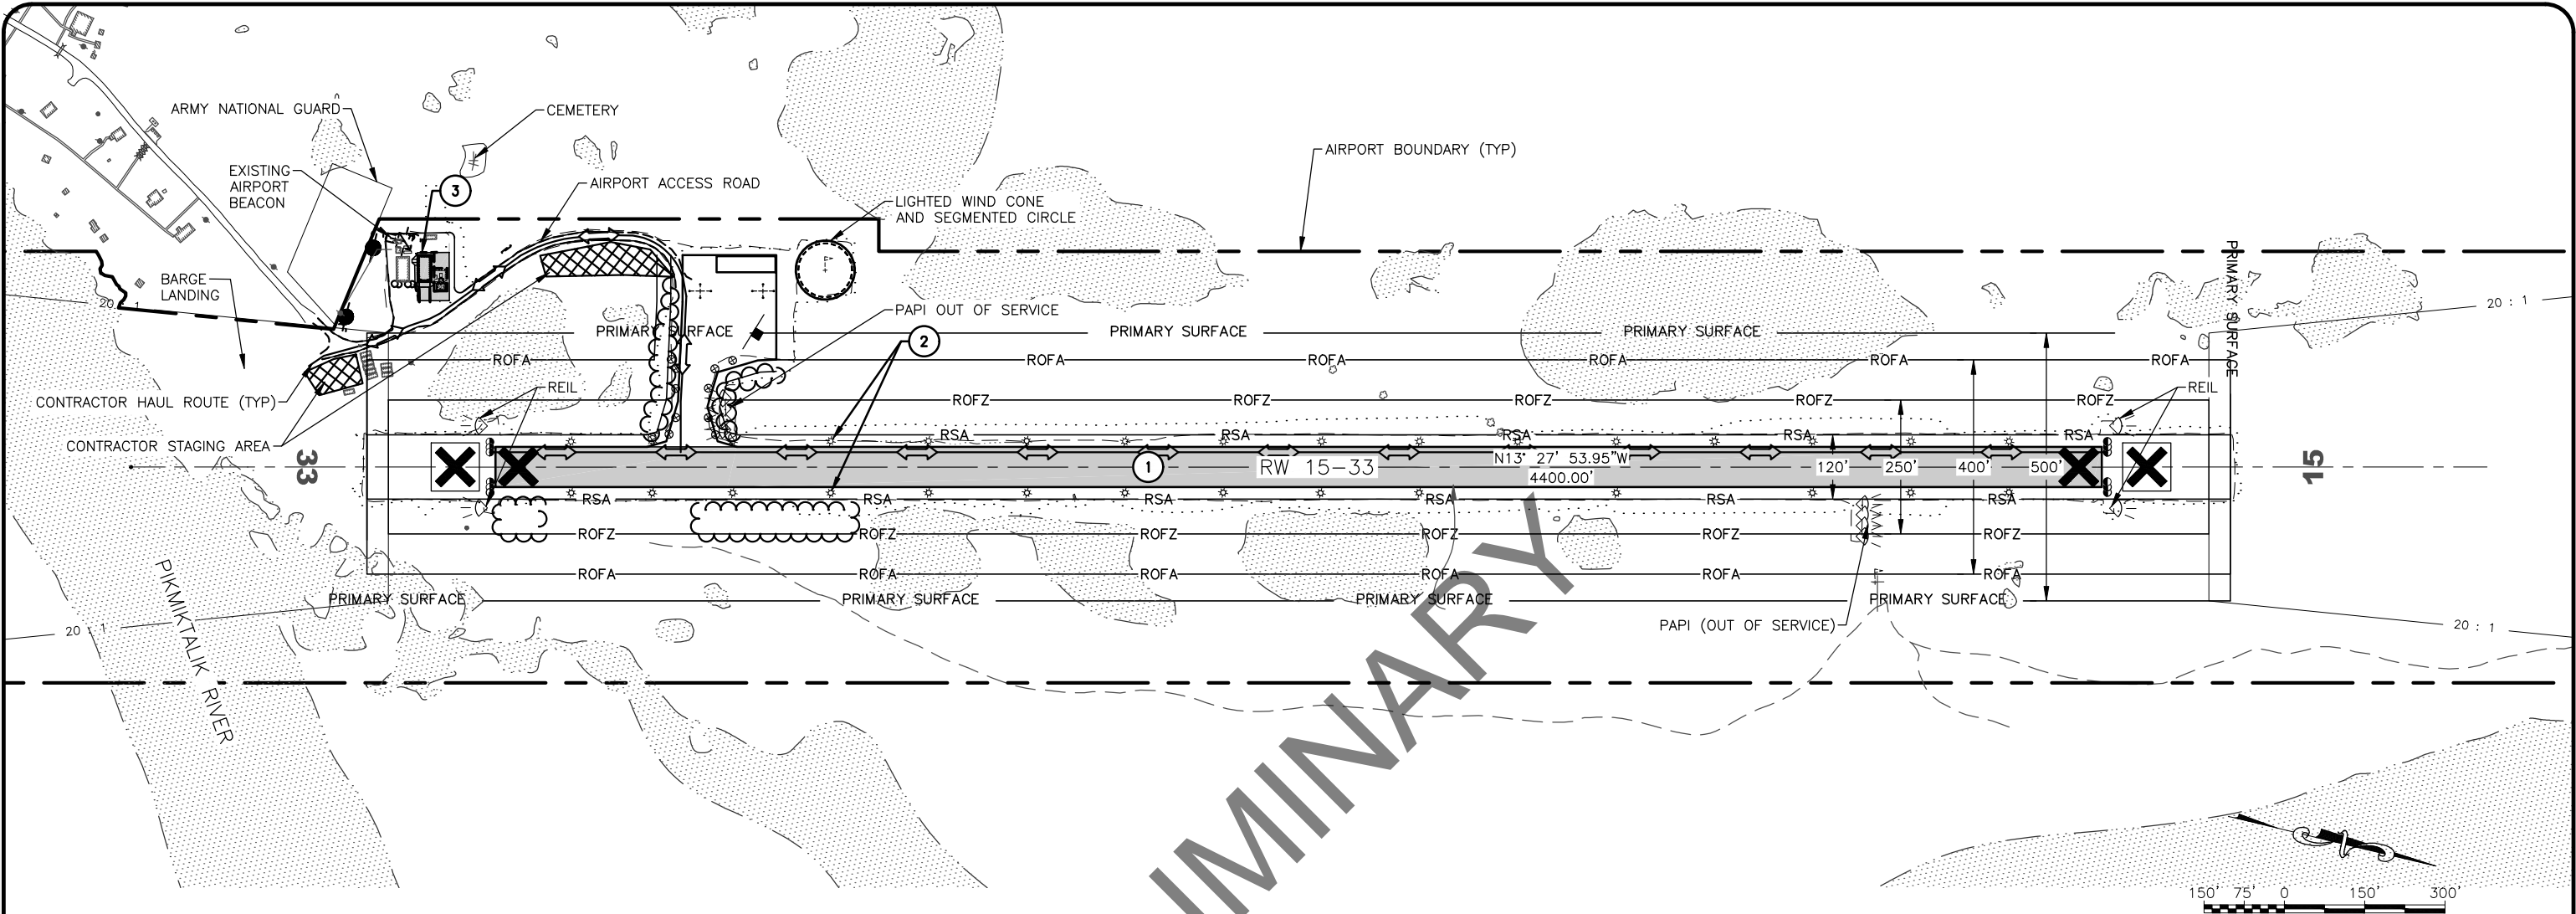 ARMY NATIONAL GUARD
CEMETERY
AIRPORT BOUNDARY (TYP)
EXISTING
AIRPORT
BEACON
3
AIRPORT ACCESS ROAD
LIGHTED WIND CONE
AND SEGMENTED CIRCLE
BARGE
LANDING
20 : 1
20 : 1
PRIMARY SURFACE
PAPI OUT OF SERVICE
2
PRIMARY SURFACE
PRIMARY SURFACE
PRIMARY SURFACE
ROFA
ROFA
ROFA
ROFA
ROFA
ROFA
REIL
REIL
CONTRACTOR HAUL ROUTE (TYP)
ROFZ
ROFZ
ROFZ
ROFZ
ROFZ
CONTRACTOR STAGING AREA
RSA
RSA
RSA
RSA
RSA
33
1
RW 15-33
N13° 27' 53.95"W
4400.00'
120'
250'
400'
500'
15
RSA
RSA
RSA
RSA
RSA
RSA
ROFZ
ROFZ
ROFZ
ROFZ
ROFZ
ROFZ
ROFA
ROFA
ROFA
ROFA
ROFA
ROFA
PRIMARY SURFACE
PRIMARY SURFACE
PRIMARY SURFACE
PRIMARY SURFACE
20 : 1
PAPI (OUT OF SERVICE)
20 : 1
PIKMIKTALIK RIVER
IMINARY
150' 75' 0 150' 300'